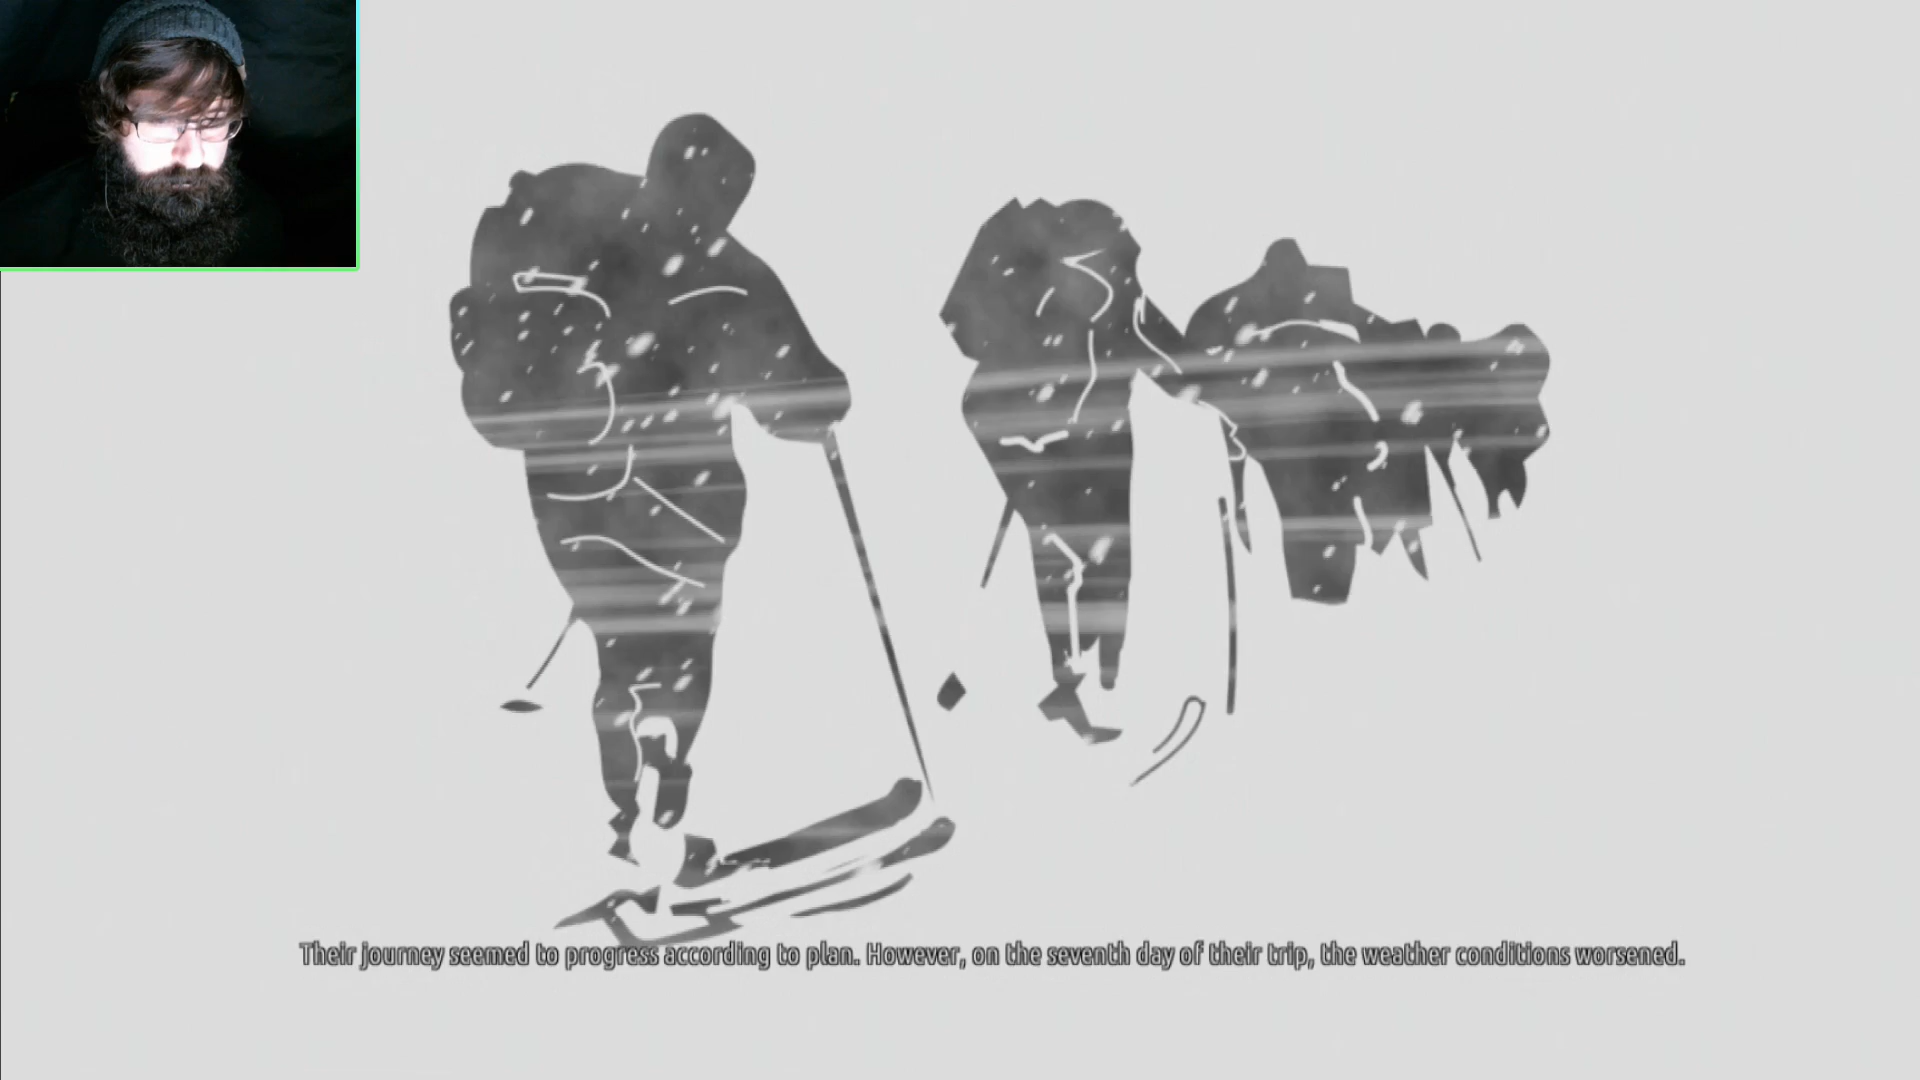 Their journey seemed to progress according to plan. However, on the seventh day of their trip, the weather conditions worsened.